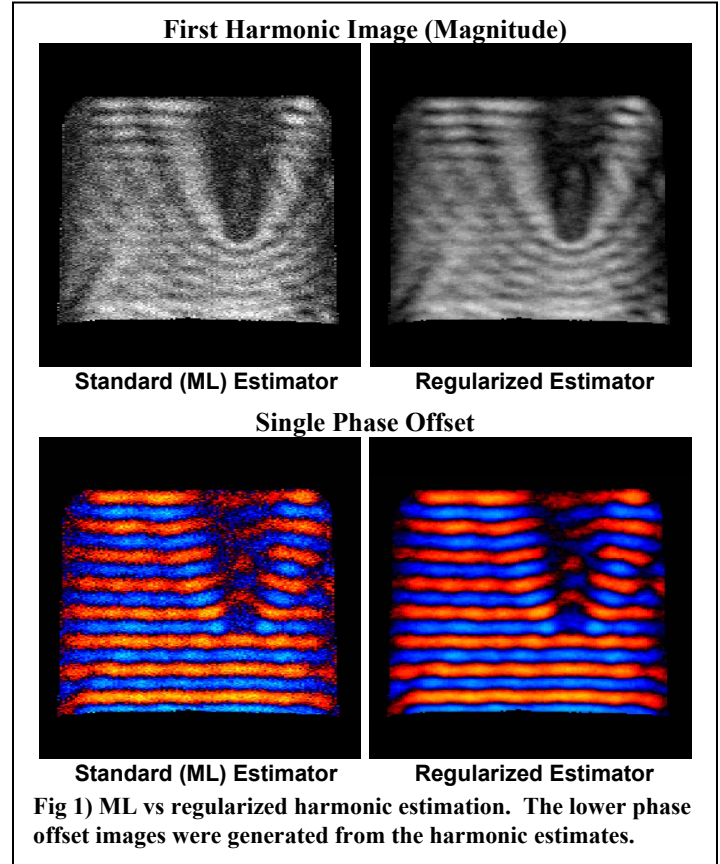 First Harmonic Image (Magnitude)
Standard (ML) Estimator
Regularized Estimator
Single Phase Offset
Standard (ML) Estimator
Regularized Estimator
Fig 1) ML vs regularized harmonic estimation. The lower phase
offset images were generated from the harmonic estimates.